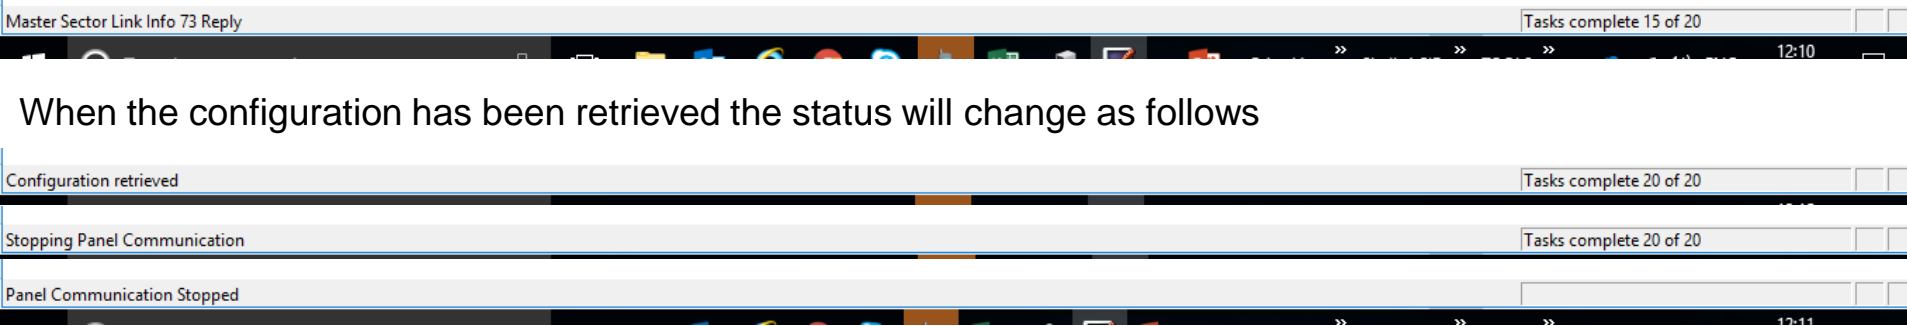 Master Sector Link Info 73 Reply Tasks complete 15 of 20
12:10
When the configuration has been retrieved the status will change as follows
Configuration retrieved Tasks complete 20 of 20
Stopping Panel Communication Tasks complete 20 of 20
Panel Communication Stopped
12:11